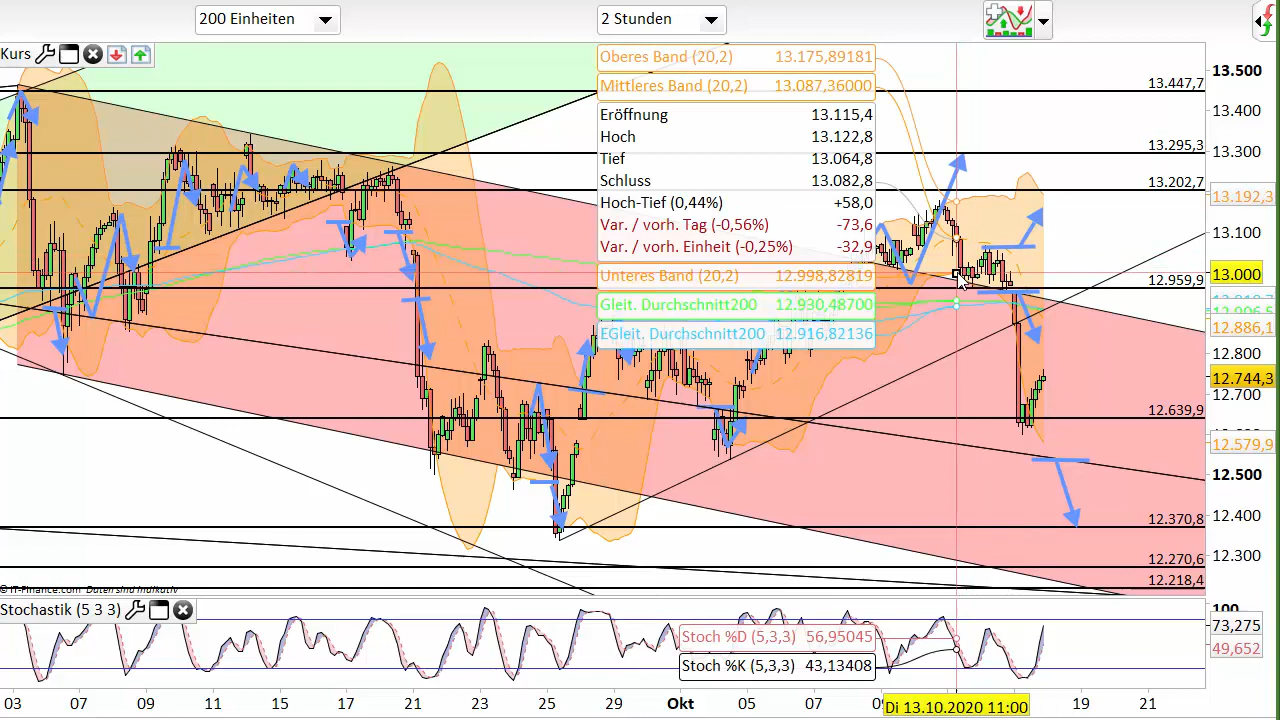 200 Einheiten
2 Stunden
Kurs
Oberes Band (20,2) 13.175,89181
Mittleres Band (20,2) 13.087,36000
Eröffnung 13.115,4
Hoch 13.122,8
Tief 13.064,8
Schluss 13.082,8
Hoch-Tief (0,44%) +58,0
Var. / vorh. Tag (-0,56%) -73,6
Var. / vorh. Einheit (-0,25%) -32,9
Unteres Band (20,2) 12.998,82819
Gleit. Durchschnitt200 12.930,48700
EGleit. Durchschnitt200 12.916,82136
13.447,7
13.295,3
13.202,7
12.959,9
12.639,9
12.370,8
12.270,6
12.218,4
13.500
13.400
13.300
13.192,3
13.100
13.000
12.886,1
12.800
12.744,3
12.700
12.579,9
12.500
12.400
12.300
© IT-Finance.com Daten sind indikativ
Stochastik (5 3 3)
Stoch %D (5,3,3) 56,95045
Stoch %K (5,3,3) 43,13408
100
73,275
49,652
03 07 09 11 15 17 21 23 25 29 Okt 05 07 Di 13.10.2020 11:00 19 21